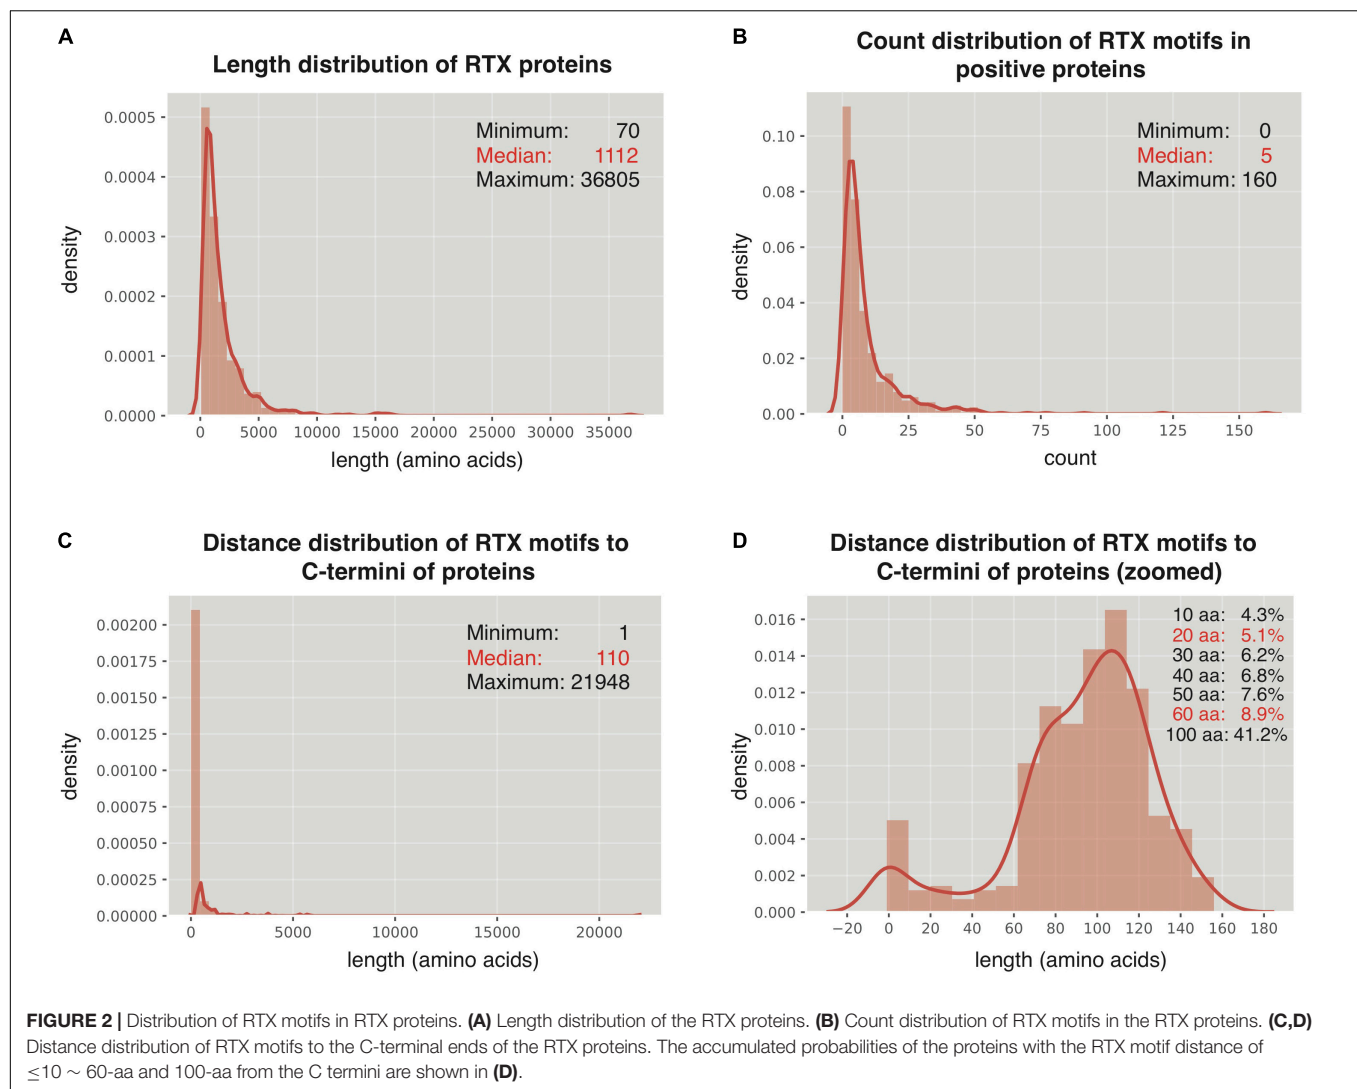 A
Length distribution of RTX proteins
Minimum: 70
Median: 1112
Maximum: 36805
0.0005
0.0004
0.0003
0.0002
0.0001
0.0000
density
0 5000 10000 15000 20000 25000 30000 35000
length (amino acids)
B
Count distribution of RTX motifs in
positive proteins
Minimum: 0
Median: 5
Maximum: 160
0.10
0.08
0.06
0.04
0.02
0.00
density
0 25 50 75 100 125 150
count
C
Distance distribution of RTX motifs to
C-termini of proteins
Minimum: 1
Median: 110
Maximum: 21948
0.00200
0.00175
0.00150
0.00125
0.00100
0.00075
0.00050
0.00025
0.00000
density
0 5000 10000 15000 20000
length (amino acids)
D
Distance distribution of RTX motifs to
C-termini of proteins (zoomed)
10 aa: 4.3%
20 aa: 5.1%
30 aa: 6.2%
40 aa: 6.8%
50 aa: 7.6%
60 aa: 8.9%
100 aa: 41.2%
0.016
0.014
0.012
0.010
0.008
0.006
0.004
0.002
0.000
density
−20 0 20 40 60 80 100 120 140 160 180
length (amino acids)
FIGURE 2 | Distribution of RTX motifs in RTX proteins. (A) Length distribution of the RTX proteins. (B) Count distribution of RTX motifs in the RTX proteins. (C,D)
Distance distribution of RTX motifs to the C-terminal ends of the RTX proteins. The accumulated probabilities of the proteins with the RTX motif distance of
≤10 ∼ 60-aa and 100-aa from the C termini are shown in (D).